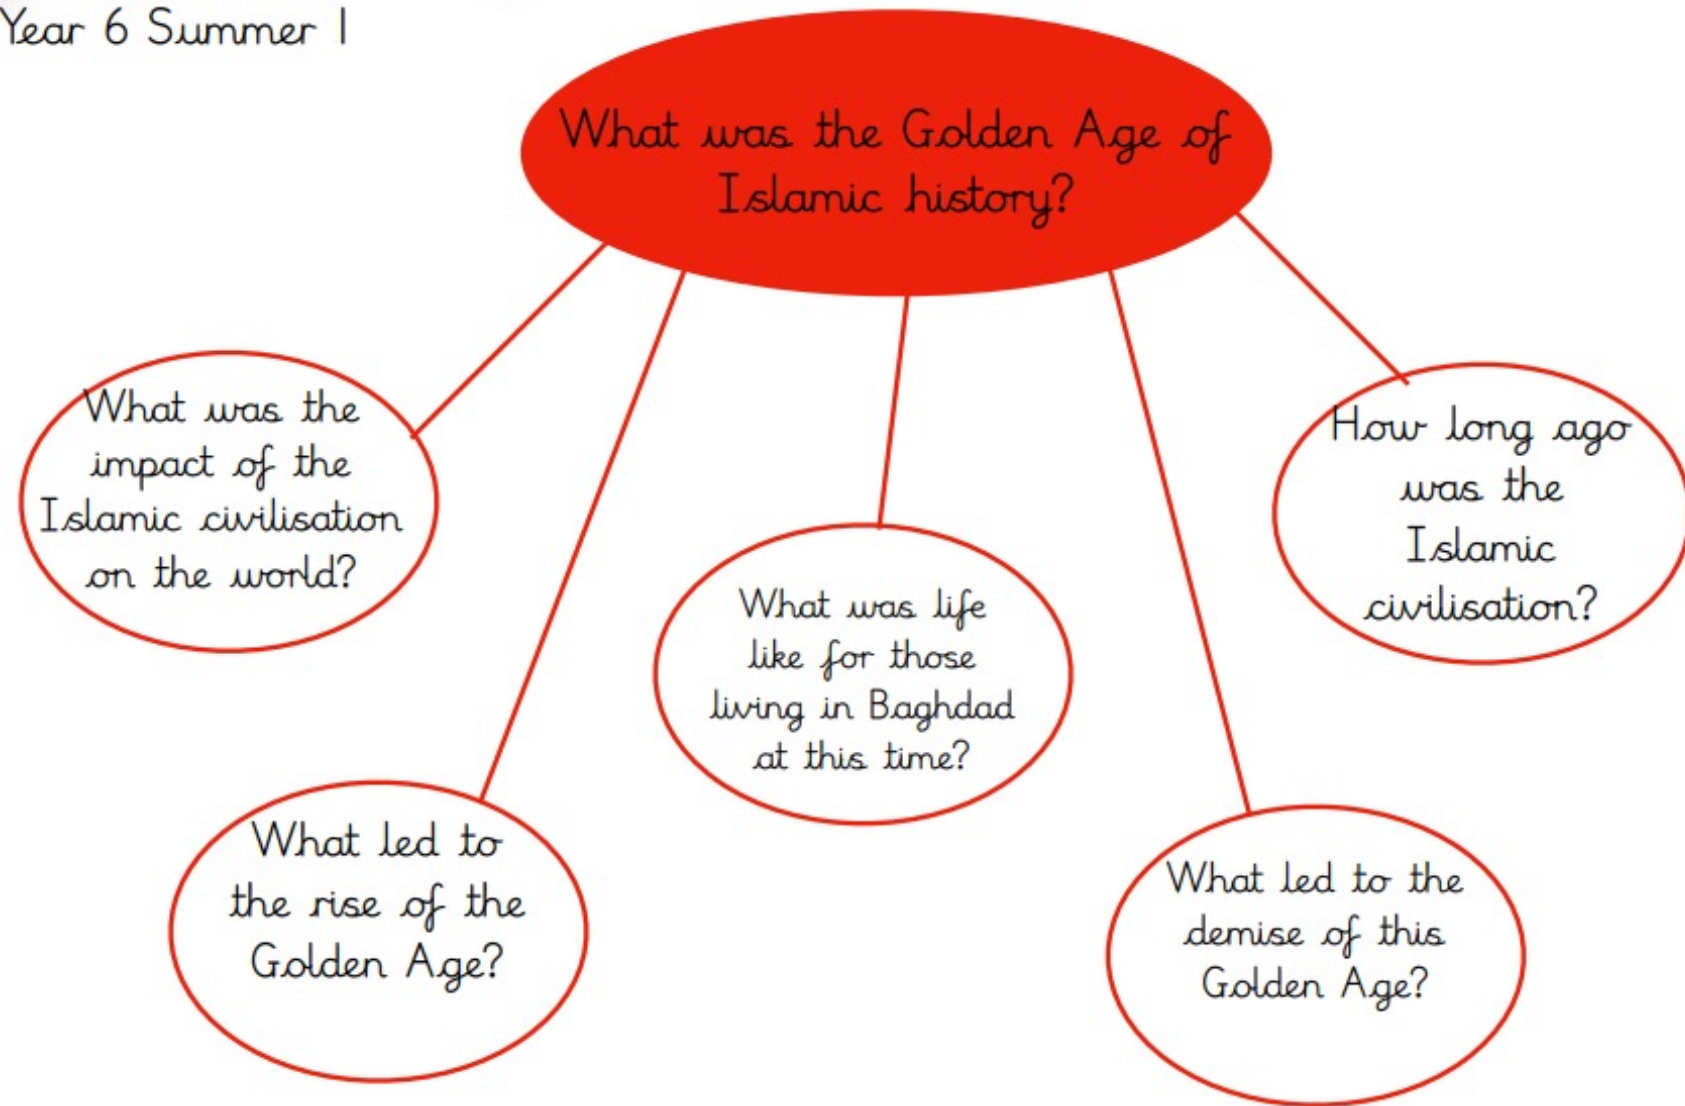 Year 6 Summer 1
What was the Golden Age of
Islamic history?
What was the
impact of the
Islamic civilisation
on the world?
How long ago
was the
Islamic
civilisation?
What was life
like for those
living in Baghdad
at this time?
What led to
the rise of the
Golden Age?
What led to the
demise of this
Golden Age?